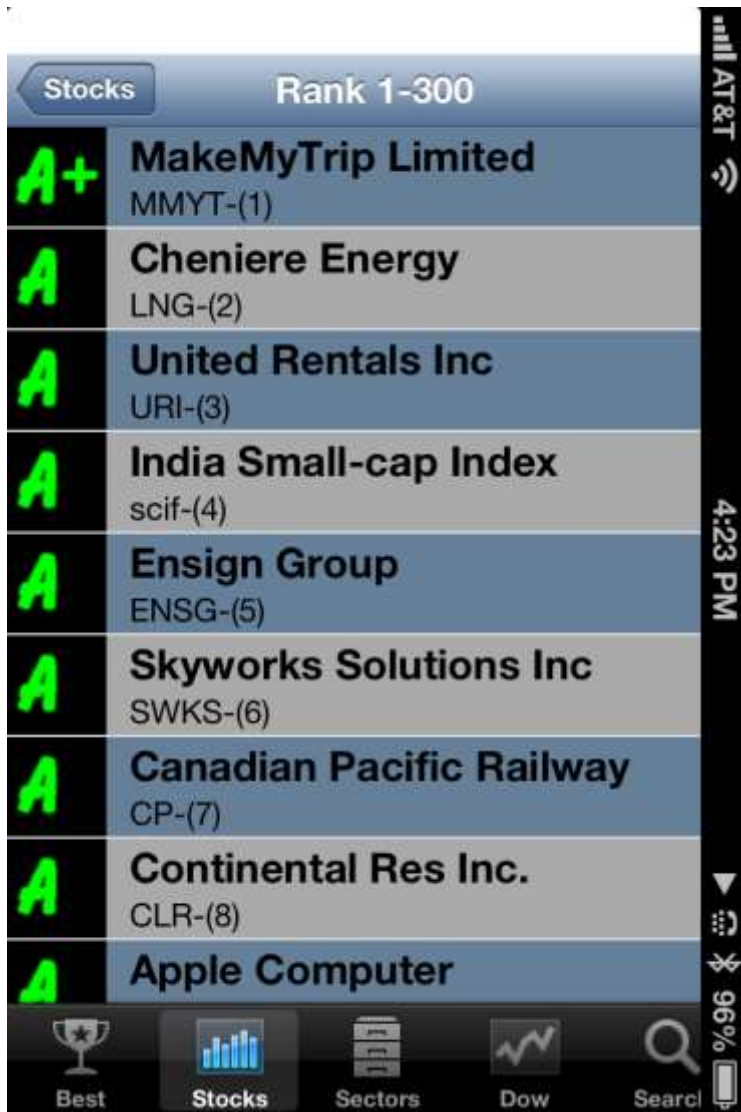 Stocks
Rank 1-300
A+
MakeMyTrip Limited
MMYT-(1)
A
Cheniere Energy
LNG-(2)
A
United Rentals Inc
URI-(3)
A
India Small-cap Index
scif-(4)
A
Ensign Group
ENSG-(5)
A
Skyworks Solutions Inc
SWKS-(6)
A
Canadian Pacific Railway
CP-(7)
A
Continental Res Inc.
CLR-(8)
A
Apple Computer
Best
Stocks
Sectors
Dow
Search
AT&T
4:23 PM
96%